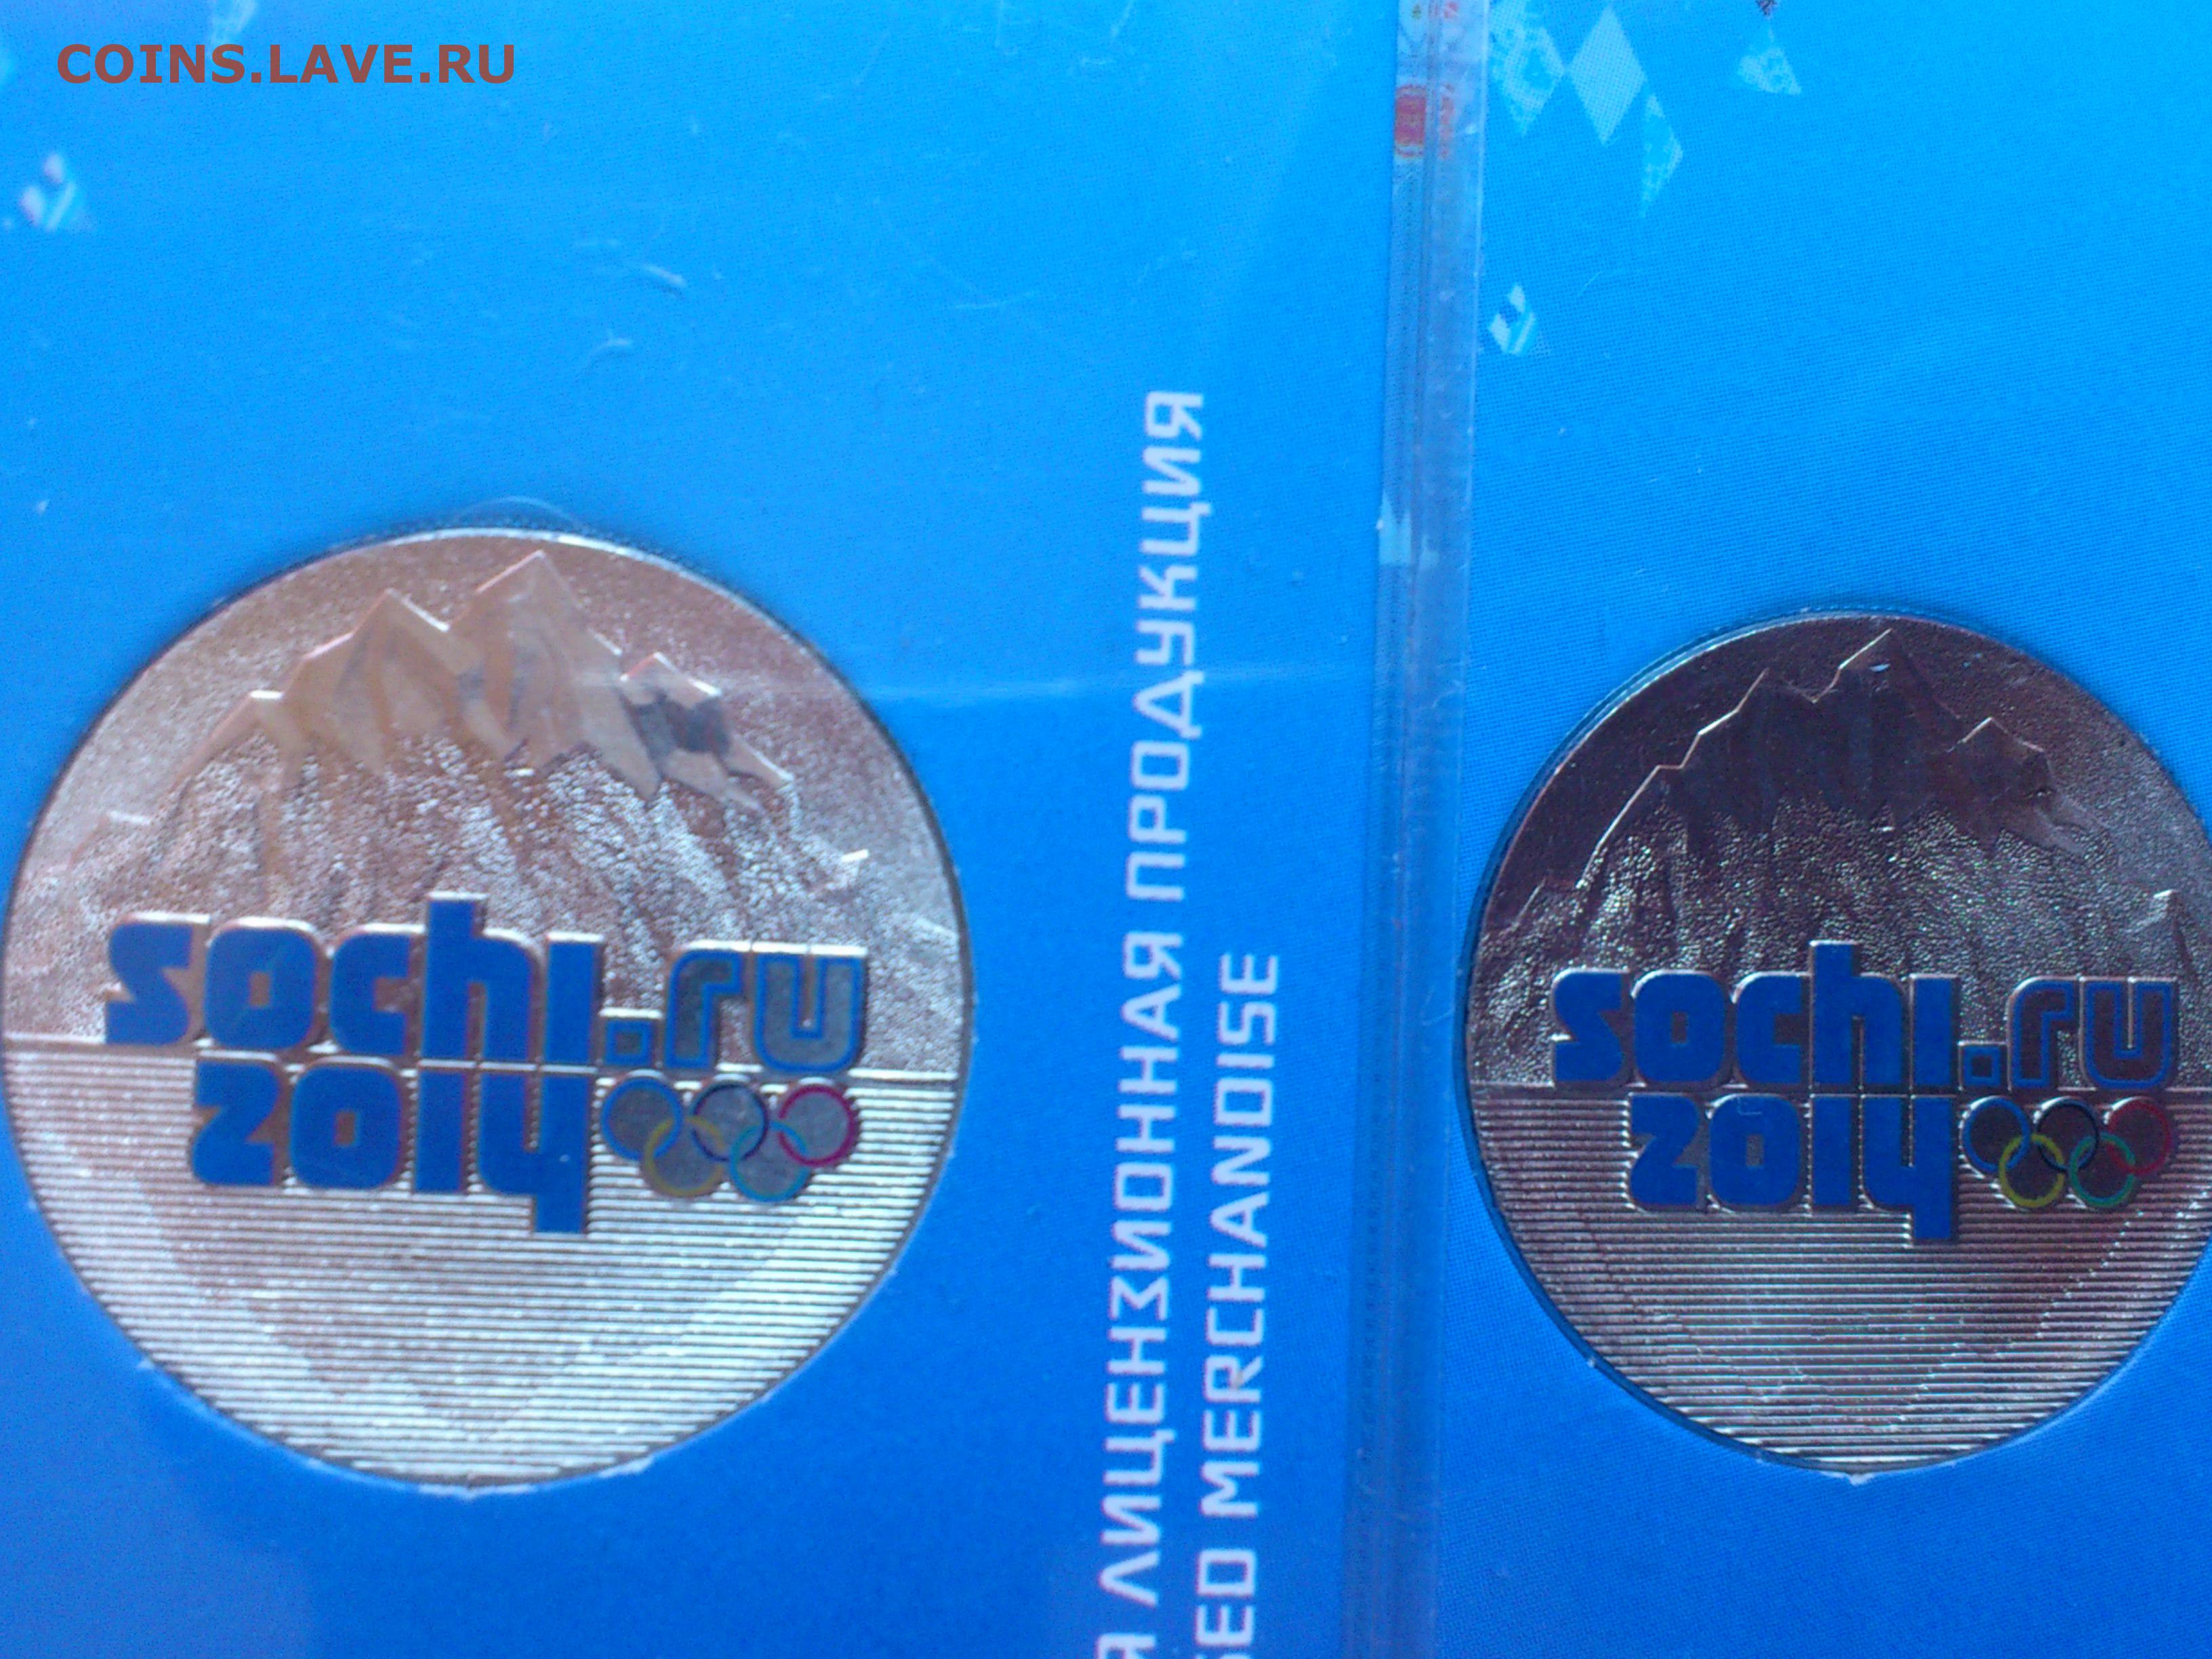 COINS.LAVE.RU
sochi.ru
2014
ЛИЦЕНЗИОННАЯ ПРОДУКЦИЯ
MERCHANDISE
sochi.ru
2014